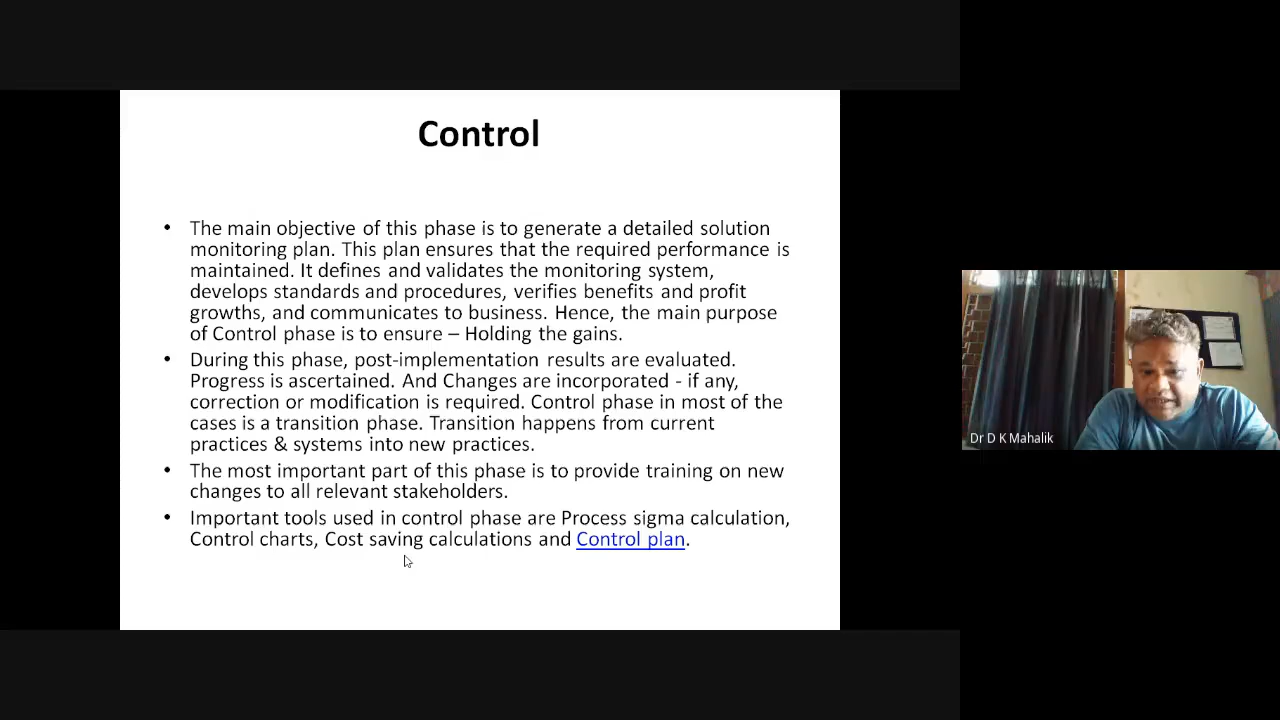 Control
• The main objective of this phase is to generate a detailed solution
monitoring plan. This plan ensures that the required performance is
maintained. It defines and validates the monitoring system,
develops standards and procedures, verifies benefits and profit
growths, and communicates to business. Hence, the main purpose
of Control phase is to ensure – Holding the gains.
• During this phase, post-implementation results are evaluated.
Progress is ascertained. And Changes are incorporated - if any,
correction or modification is required. Control phase in most of the
cases is a transition phase. Transition happens from current
practices & systems into new practices.
• The most important part of this phase is to provide training on new
changes to all relevant stakeholders.
• Important tools used in control phase are Process sigma calculation,
Control charts, Cost saving calculations and Control plan.
Dr D K Mahalik